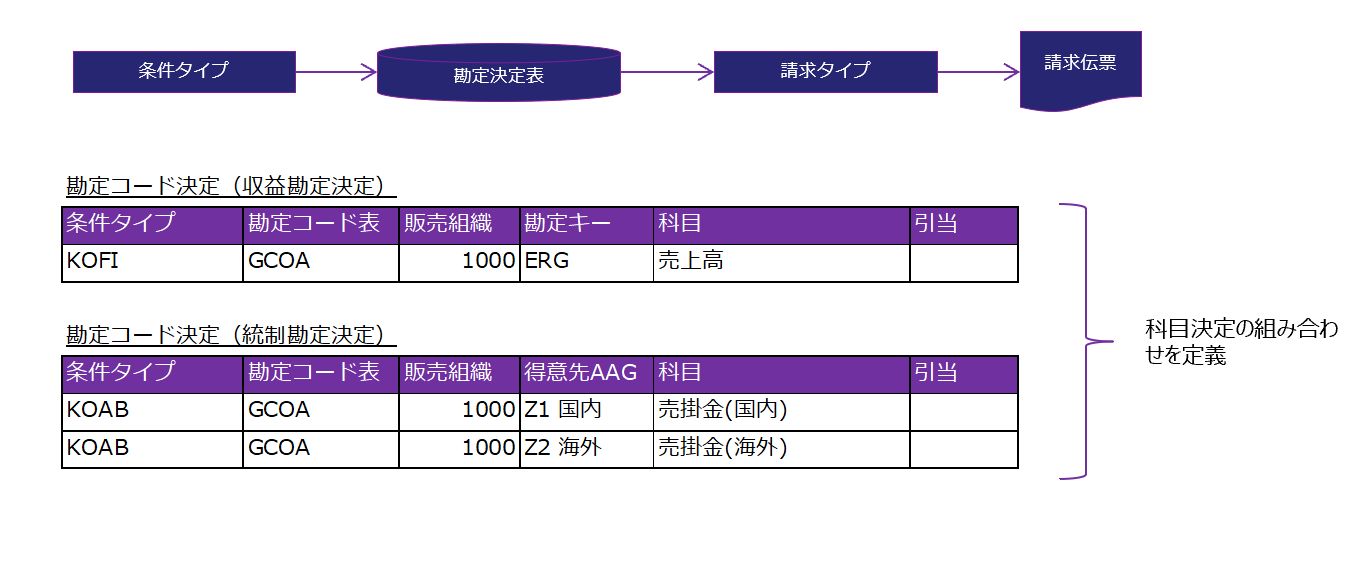 条件タイプ
勘定決定表
請求タイプ
請求伝票
勘定コード決定（収益勘定決定）
条件タイプ 勘定コード表 販売組織 勘定キー 科目 引当
KOFI GCOA 1000 ERG 売上高
勘定コード決定（統制勘定決定）
条件タイプ 勘定コード表 販売組織 得意先AAG 科目 引当
KOAB GCOA 1000 Z1 国内 売掛金(国内)
KOAB GCOA 1000 Z2 海外 売掛金(海外)
科目決定の組み合わ
せを定義